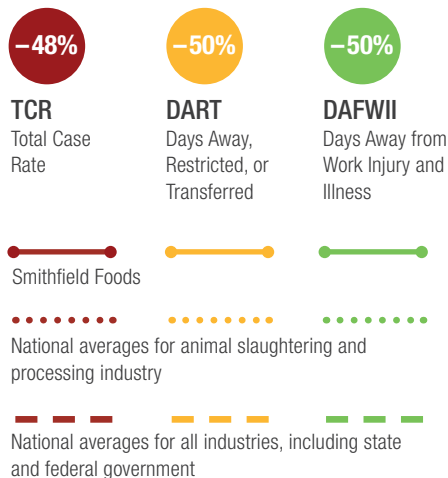 –48%
TCR
Total Case
Rate
–50%
DART
Days Away,
Restricted, or
Transferred
–50%
DAFWII
Days Away from
Work Injury and
Illness
Smithfield Foods
National averages for animal slaughtering and
processing industry
National averages for all industries, including state
and federal government